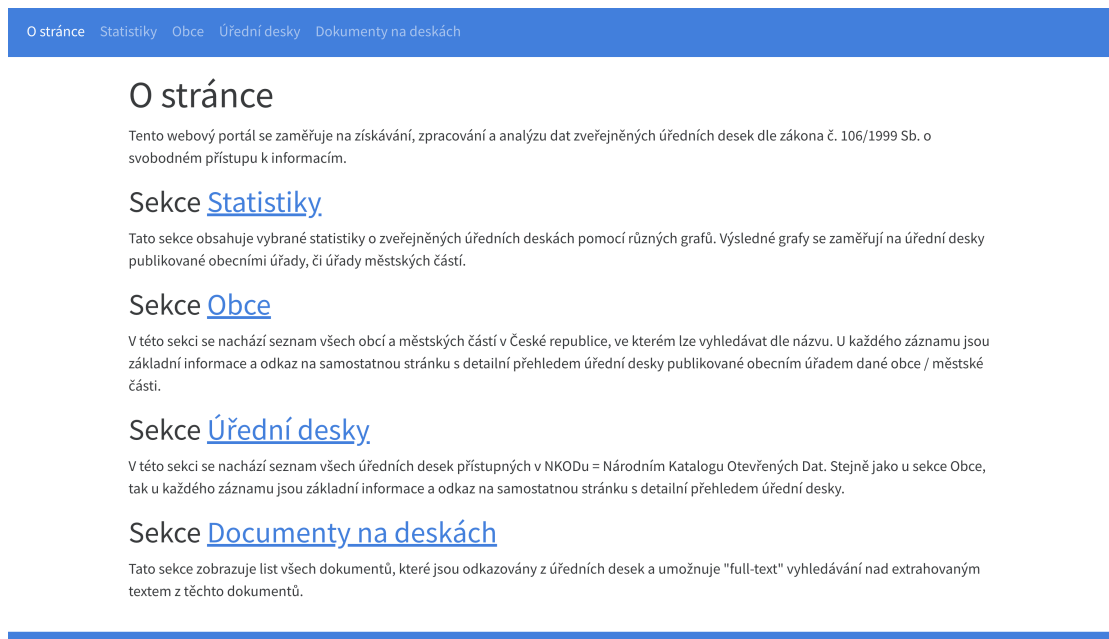 O stránce Statistiky Obce Úřední desky Dokumenty na deskách
O stránce
Tento webový portál se zaměřuje na získávání, zpracování a analýzu dat zveřejněných úředních desek dle zákona č. 106/1999 Sb. o
svobodném přístupu k informacím.
Sekce Statistiky
Tato sekce obsahuje vybrané statistiky o zveřejněných úředních deskách pomocí různých grafů. Výsledné grafy se zaměřují na úřední desky
publikované obecními úřady, či úřady městských částí.
Sekce Obce
V této sekci se nachází seznam všech obcí a městských částí v České republice, ve kterém lze vyhledávat dle názvu. U každého záznamu jsou
základní informace a odkaz na samostatnou stránku s detailní přehledem úřední desky publikované obecním úřadem dané obce / městské
části.
Sekce Úřední desky
V této sekci se nachází seznam všech úředních desek přístupných v NKODu = Národním Katalogu Otevřených Dat. Stejně jako u sekce Obce,
tak u každého záznamu jsou základní informace a odkaz na samostatnou stránku s detailní přehledem úřední desky.
Sekce Documenty na deskách
Tato sekce zobrazuje list všech dokumentů, které jsou odkazovány z úředních desek a umožnuje "full-text" vyhledávání nad extrahovaným
textem z těchto dokumentů.